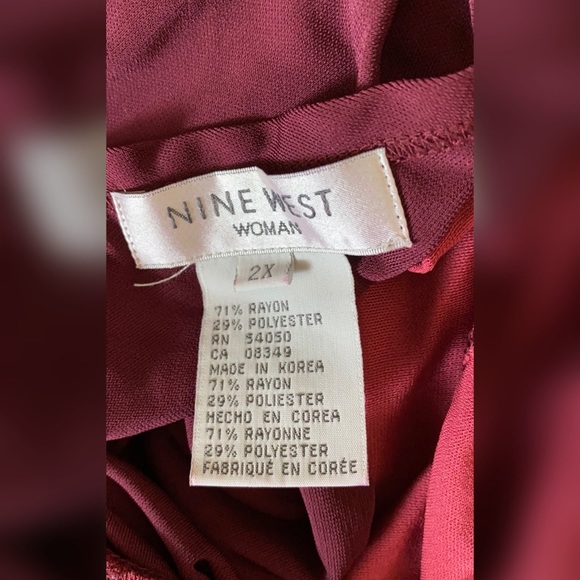 NINE WEST
WOMAN
2X
71% RAYON
29% POLYESTER
RN 54050
CA 08349
MADE IN KOREA
71% RAYON
29% POLIESTER
HECHO EN COREA
71% RAYONNE
29% POLYESTER
FABRIQUÉ EN CORÉE